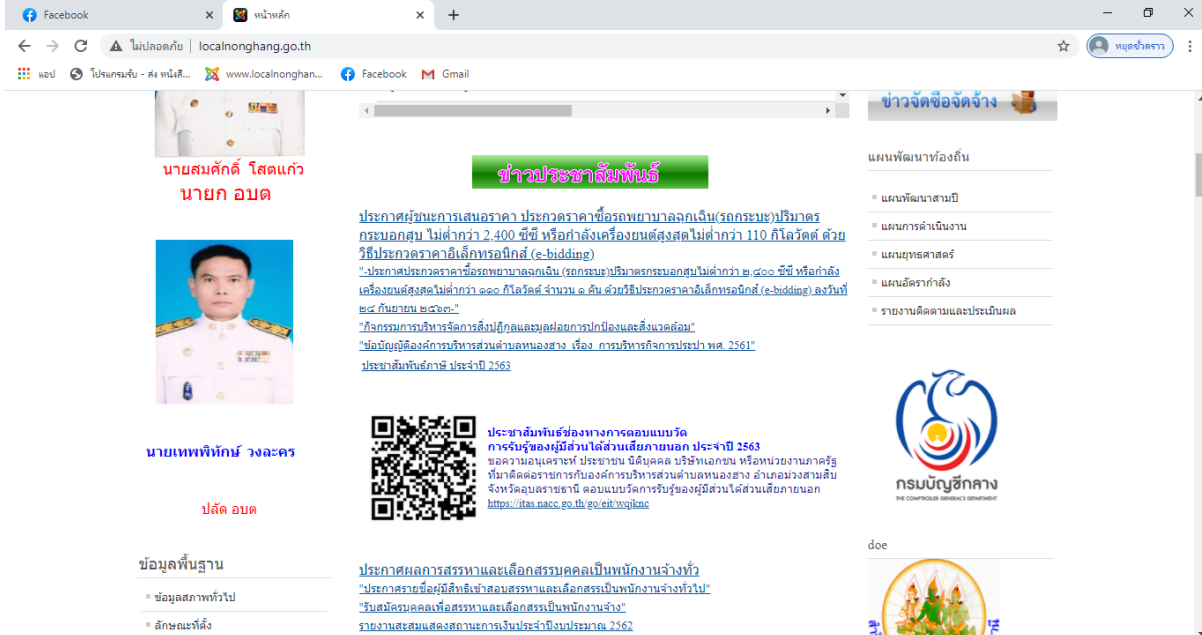 Facebook
หน้าหลัก
ไม่ปลอดภัย
localnonghang.go.th
หยุดชั่วคราว
แอป
โปรแกรมรับ - ส่ง หนังสื...
www.localnonghan...
Facebook
Gmail
นายสมศักดิ์ โสตแก้ว
นายก อบต
นายเทพพิทักษ์ วงละคร
ปลัด อบต
ข้อมูลพื้นฐาน
ข้อมูลสภาพทั่วไป
ลักษณะที่ตั้ง
ข่าวประชาสัมพันธ์
ประกาศผู้ชนะการเสนอราคา ประกวดราคาซื้อรถพยาบาลฉุกเฉิน(รถกระบะ)ปริมาตร
กระบอกสูบ ไม่ต่ำกว่า 2,400 ซีซี หรือกำลังเครื่องยนต์สูงสุดไม่ต่ำกว่า 110 กิโลวัตต์ ด้วย
วิธีประกวดราคาอิเล็กทรอนิกส์ (e-bidding)
"-ประกาศประกวดราคาซื้อรถพยาบาลฉุกเฉิน (รถกระบะ)ปริมาตรกระบอกสูบไม่ต่ำกว่า ๒,๔๐๐ ซีซี หรือกำลัง
เครื่องยนต์สูงสุดไม่ต่ำกว่า ๑๑๐ กิโลวัตต์ จำนวน ๑ คัน ด้วยวิธีประกวดราคาอิเล็กทรอนิกส์ (e-bidding) ลงวันที่
๒๔ กันยายน ๒๕๖๓-"
"กิจกรรมการบริหารจัดการสิ่งปฏิกูลและมูลฝอยการปกป้องและสิ่งแวดล้อม"
"ข้อบัญญัติองค์การบริหารส่วนตำบลหนองฮาง เรื่อง การบริหารกิจการประปา พศ. 2561"
ประชาสัมพันธ์ภาษี ประจำปี 2563
ประชาสัมพันธ์ช่องทางการตอบแบบวัด
การรับรู้ของผู้มีส่วนได้ส่วนเสียภายนอก ประจำปี 2563
ขอความอนุเคราะห์ ประชาชน นิติบุคคล บริษัทเอกชน หรือหน่วยงานภาครัฐ
ที่มาติดต่อราชการกับองค์การบริหารส่วนตำบลหนองฮาง อำเภอม่วงสามสิบ
จังหวัดอุบลราชธานี ตอบแบบวัดการรับรู้ของผู้มีส่วนได้ส่วนเสียภายนอก
https://itas.nacc.go.th/go/eit/wqjknc
ประกาศผลการสรรหาและเลือกสรรบุคคลเป็นพนักงานจ้างทั่ว
"ประกาศรายชื่อผู้มีสิทธิเข้าสอบสรรหาและเลือกสรรเป็นพนักงานจ้างทั่วไป"
"รับสมัครบุคคลเพื่อสรรหาและเลือกสรรเป็นพนักงานจ้าง"
รายงานสะสมแสดงสถานะการเงินประจำปีงบประมาณ 2562
ข่าวจัดซื้อจัดจ้าง
แผนพัฒนาท้องถิ่น
แผนพัฒนาสามปี
แผนการดำเนินงาน
แผนยุทธศาสตร์
แผนอัตรากำลัง
รายงานติดตามและประเมินผล
กรมบัญชีกลาง
THE COMPTROLLER GENERAL'S DEPARTMENT
doe